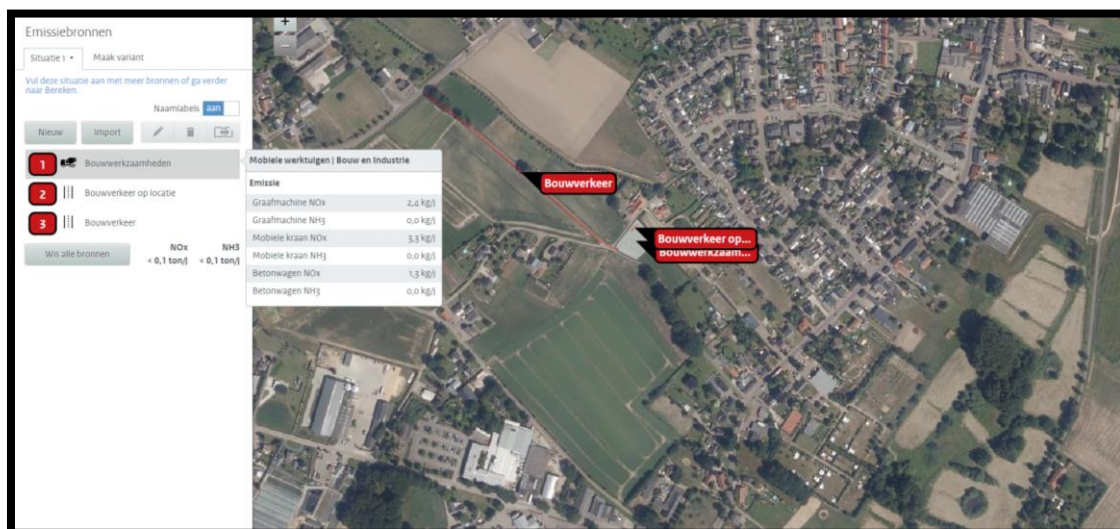 Emissiebronnen
Situatie 1
Maak variant
Vul deze situatie aan met meer bronnen of ga verder
naar Bereken.
Naamlabels aan
Nieuw Import
1 Bouwwerkzaamheden
2 Bouwverkeer op locatie
3 Bouwverkeer
Wis alle bronnen
NOx NH3
< 0,1 ton/j < 0,1 ton/j
Mobiele werktuigen | Bouw en Industrie
Emissie
Graafmachine NOx 2,4 kg/j
Graafmachine NH3 0,0 kg/j
Mobiele kraan NOx 3,3 kg/j
Mobiele kraan NH3 0,0 kg/j
Betonwagen NOx 1,3 kg/j
Betonwagen NH3 0,0 kg/j
+
−
Bouwverkeer
Bouwverkeer op...
Bouwwerkzaam...